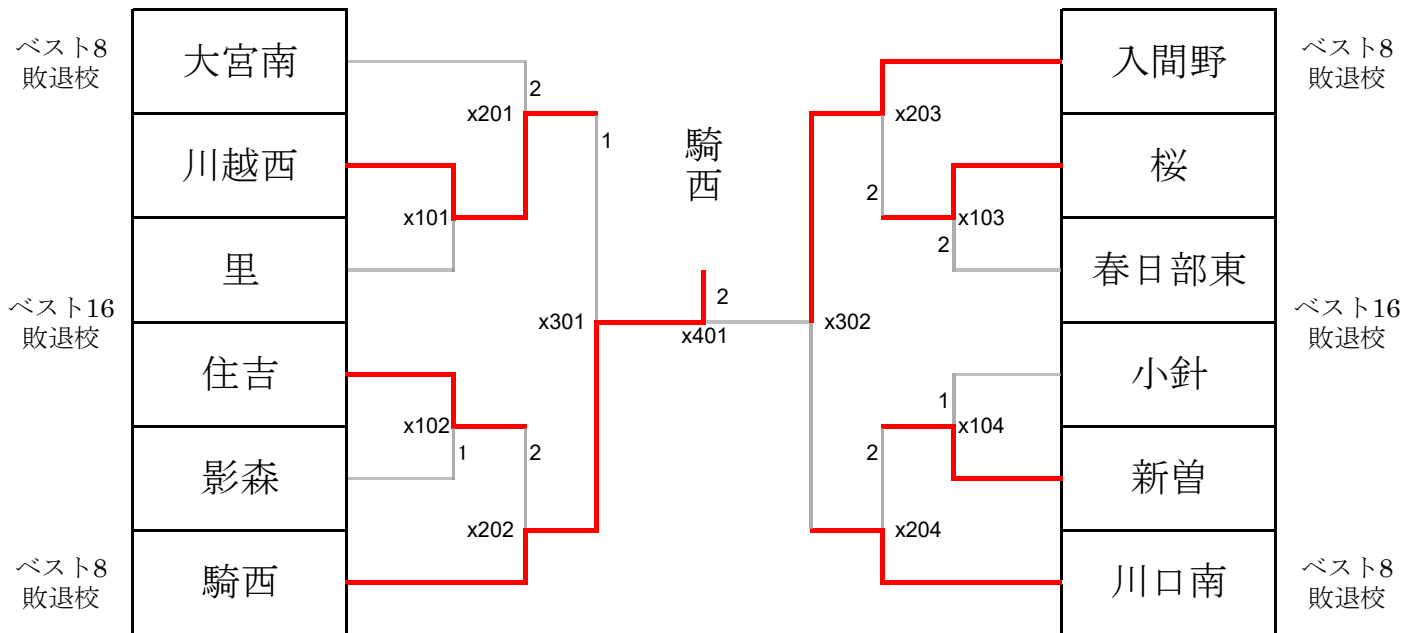 ベスト8
敗退校
大宮南
2
x201
1
川越西
x101
里
ベスト16
敗退校
x301
住吉
x102
1
2
影森
x202
ベスト8
敗退校
騎西
騎
西
2
x401
入間野
ベスト8
敗退校
x203
桜
2
x103
2
春日部東
ベスト16
敗退校
x302
小針
1
x104
2
新曽
x204
川口南
ベスト8
敗退校